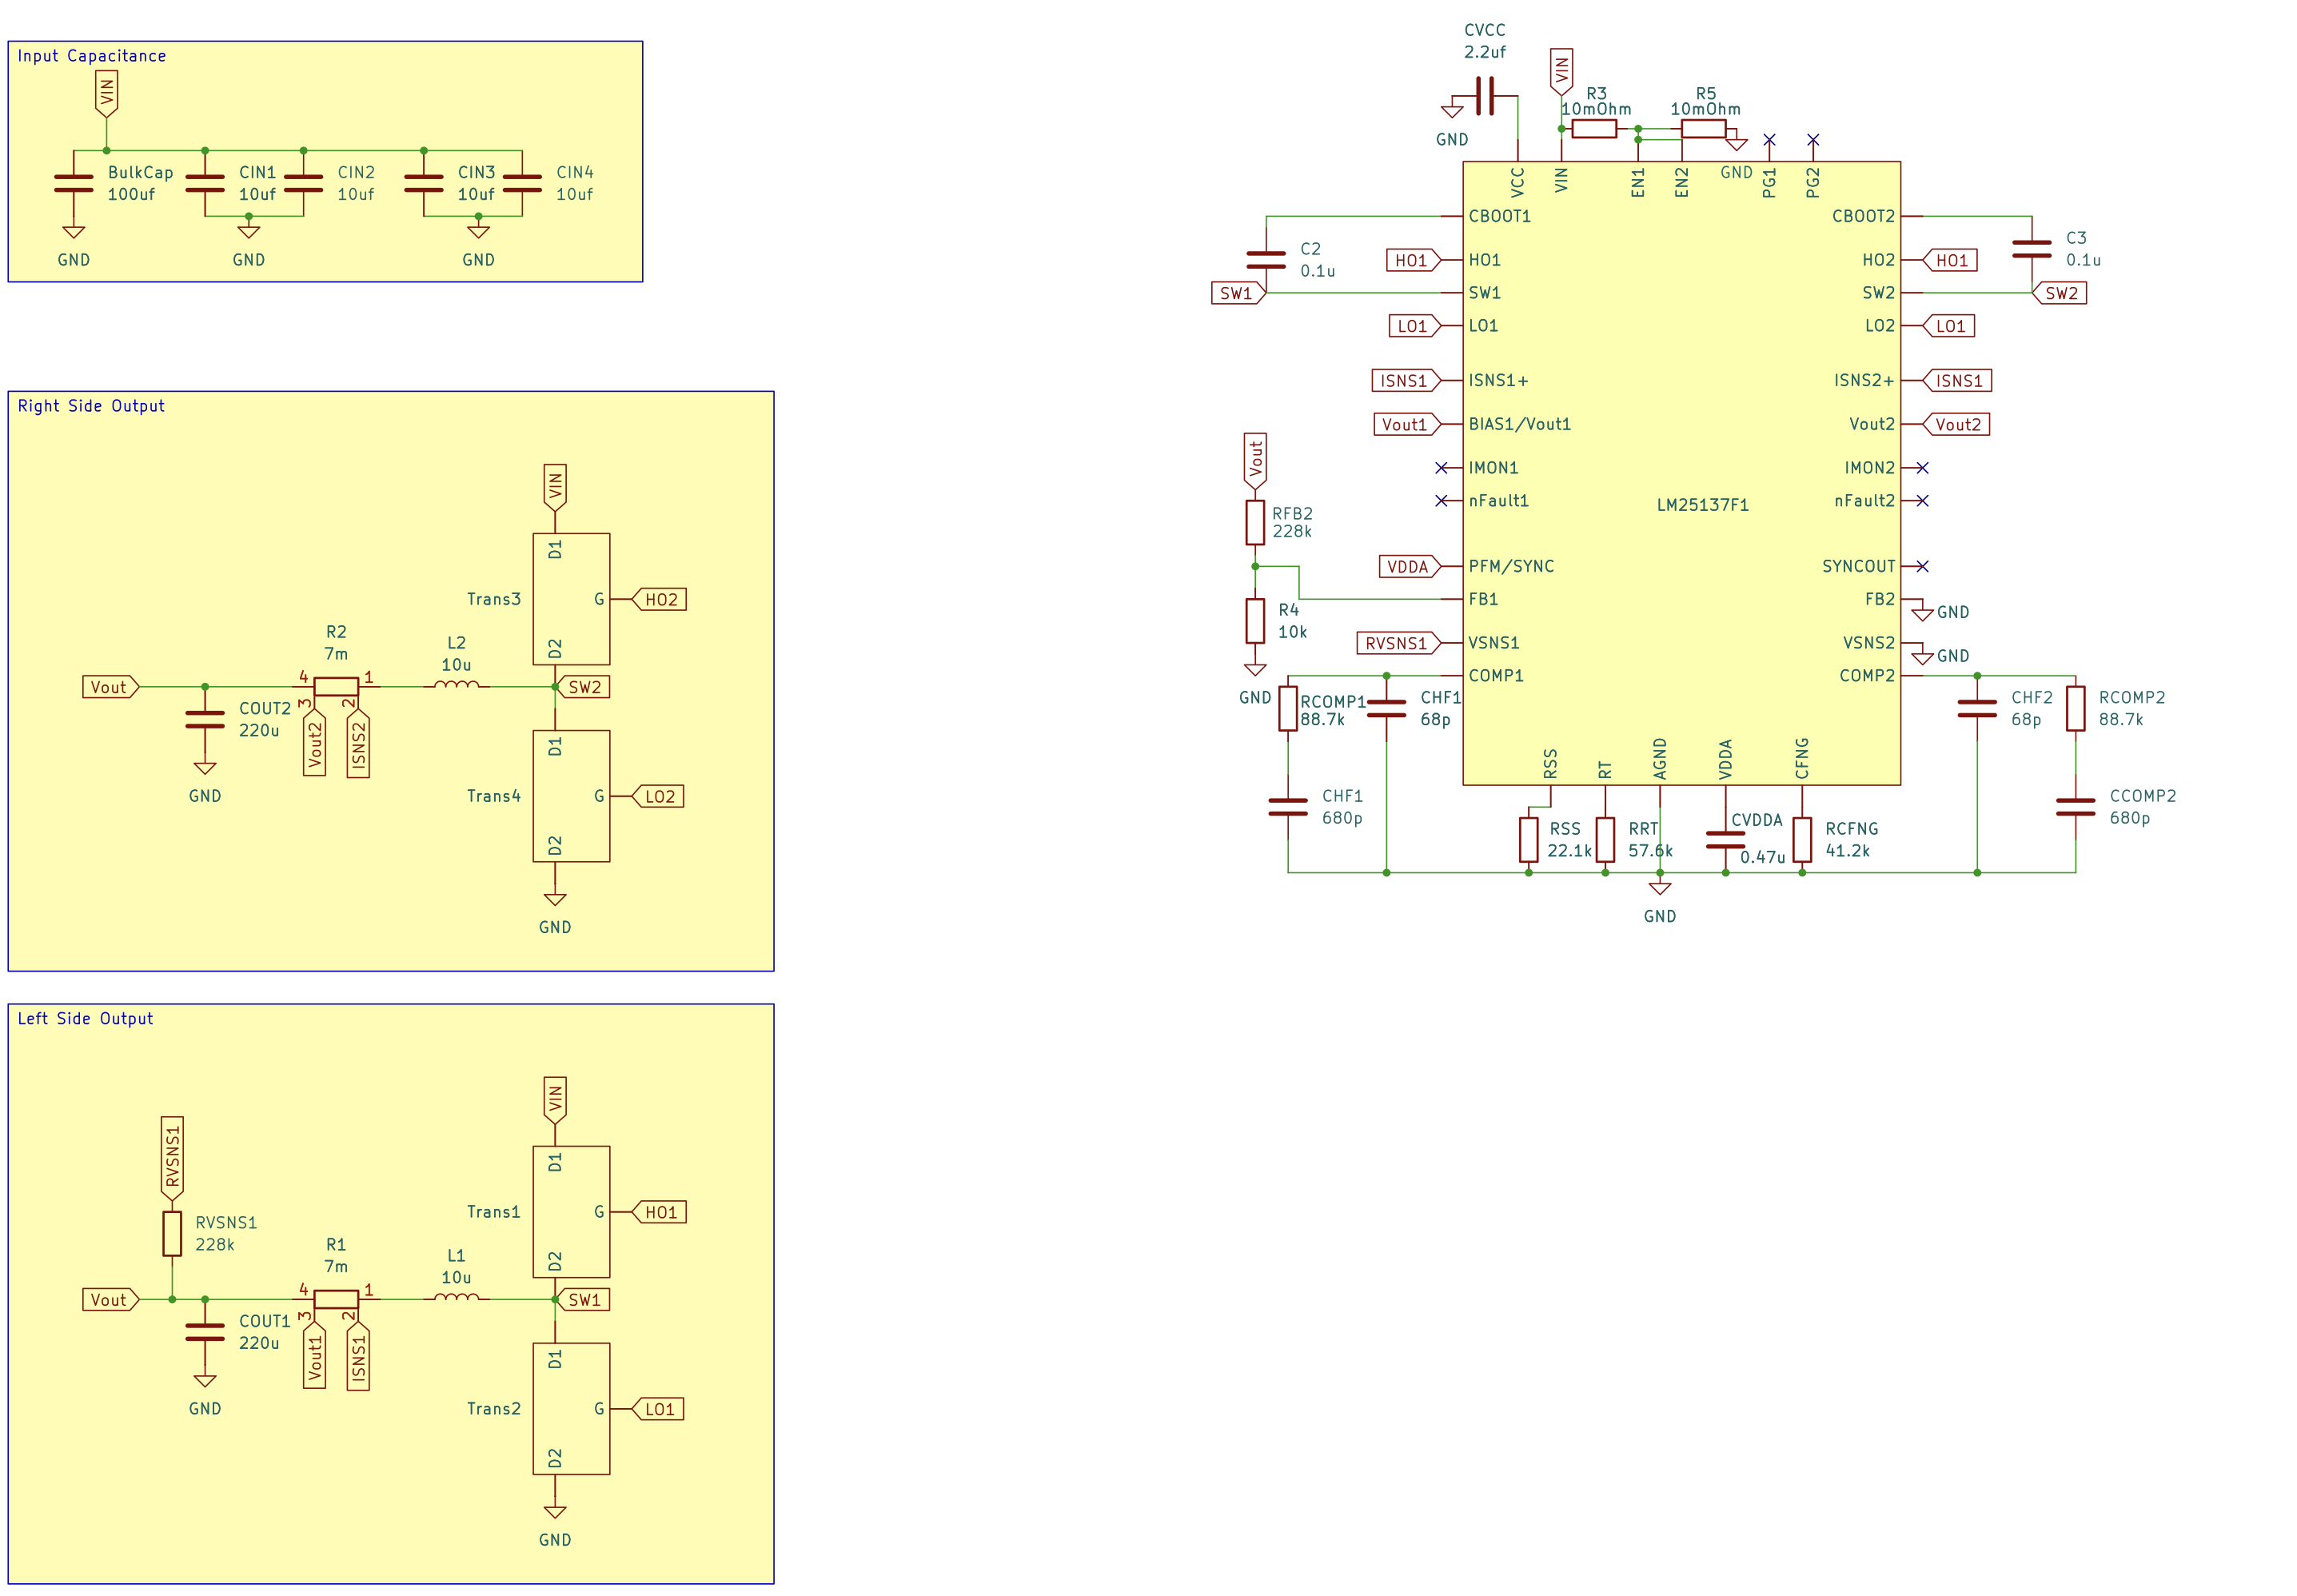 Input Capacitance
VIN
BulkCap
100uf
CIN1
10uf
CIN2
10uf
CIN3
10uf
CIN4
10uf
GND
GND
GND
Right Side Output
VIN
D1
Trans3
G
HO2
D2
R2
7m
L2
10u
Vout
4
1
3
2
SW2
COUT2
220u
Vout2
ISNS2
GND
D1
Trans4
G
LO2
D2
GND
Left Side Output
VIN
D1
RVSNS1
Trans1
G
HO1
RVSNS1
228k
D2
R1
7m
L1
10u
Vout
4
1
3
2
SW1
COUT1
220u
Vout1
ISNS1
GND
D1
Trans2
G
LO1
D2
GND
CVCC
2.2uf
GND
VIN
R3
10mOhm
R5
10mOhm
GND
VCC
VIN
EN1
EN2
PG1
PG2
CBOOT1
HO1
SW1
LO1
ISNS1+
BIAS1/Vout1
IMON1
nFault1
PFM/SYNC
FB1
VSNS1
COMP1
CBOOT2
HO2
SW2
LO2
ISNS2+
Vout2
IMON2
nFault2
SYNCOUT
FB2
VSNS2
COMP2
LM25137F1
RSS
RT
AGND
VDDA
CFNG
C2
0.1u
HO1
SW1
LO1
ISNS1
Vout1
Vout
RFB2
228k
VDDA
R4
10k
RVSNS1
GND
RCOMP1
88.7k
CHF1
68p
CHF1
680p
C3
0.1u
HO1
SW2
LO1
ISNS1
Vout2
GND
GND
CHF2
68p
RCOMP2
88.7k
CCOMP2
680p
RSS
22.1k
RRT
57.6k
CVDDA
0.47u
RCFNG
41.2k
GND